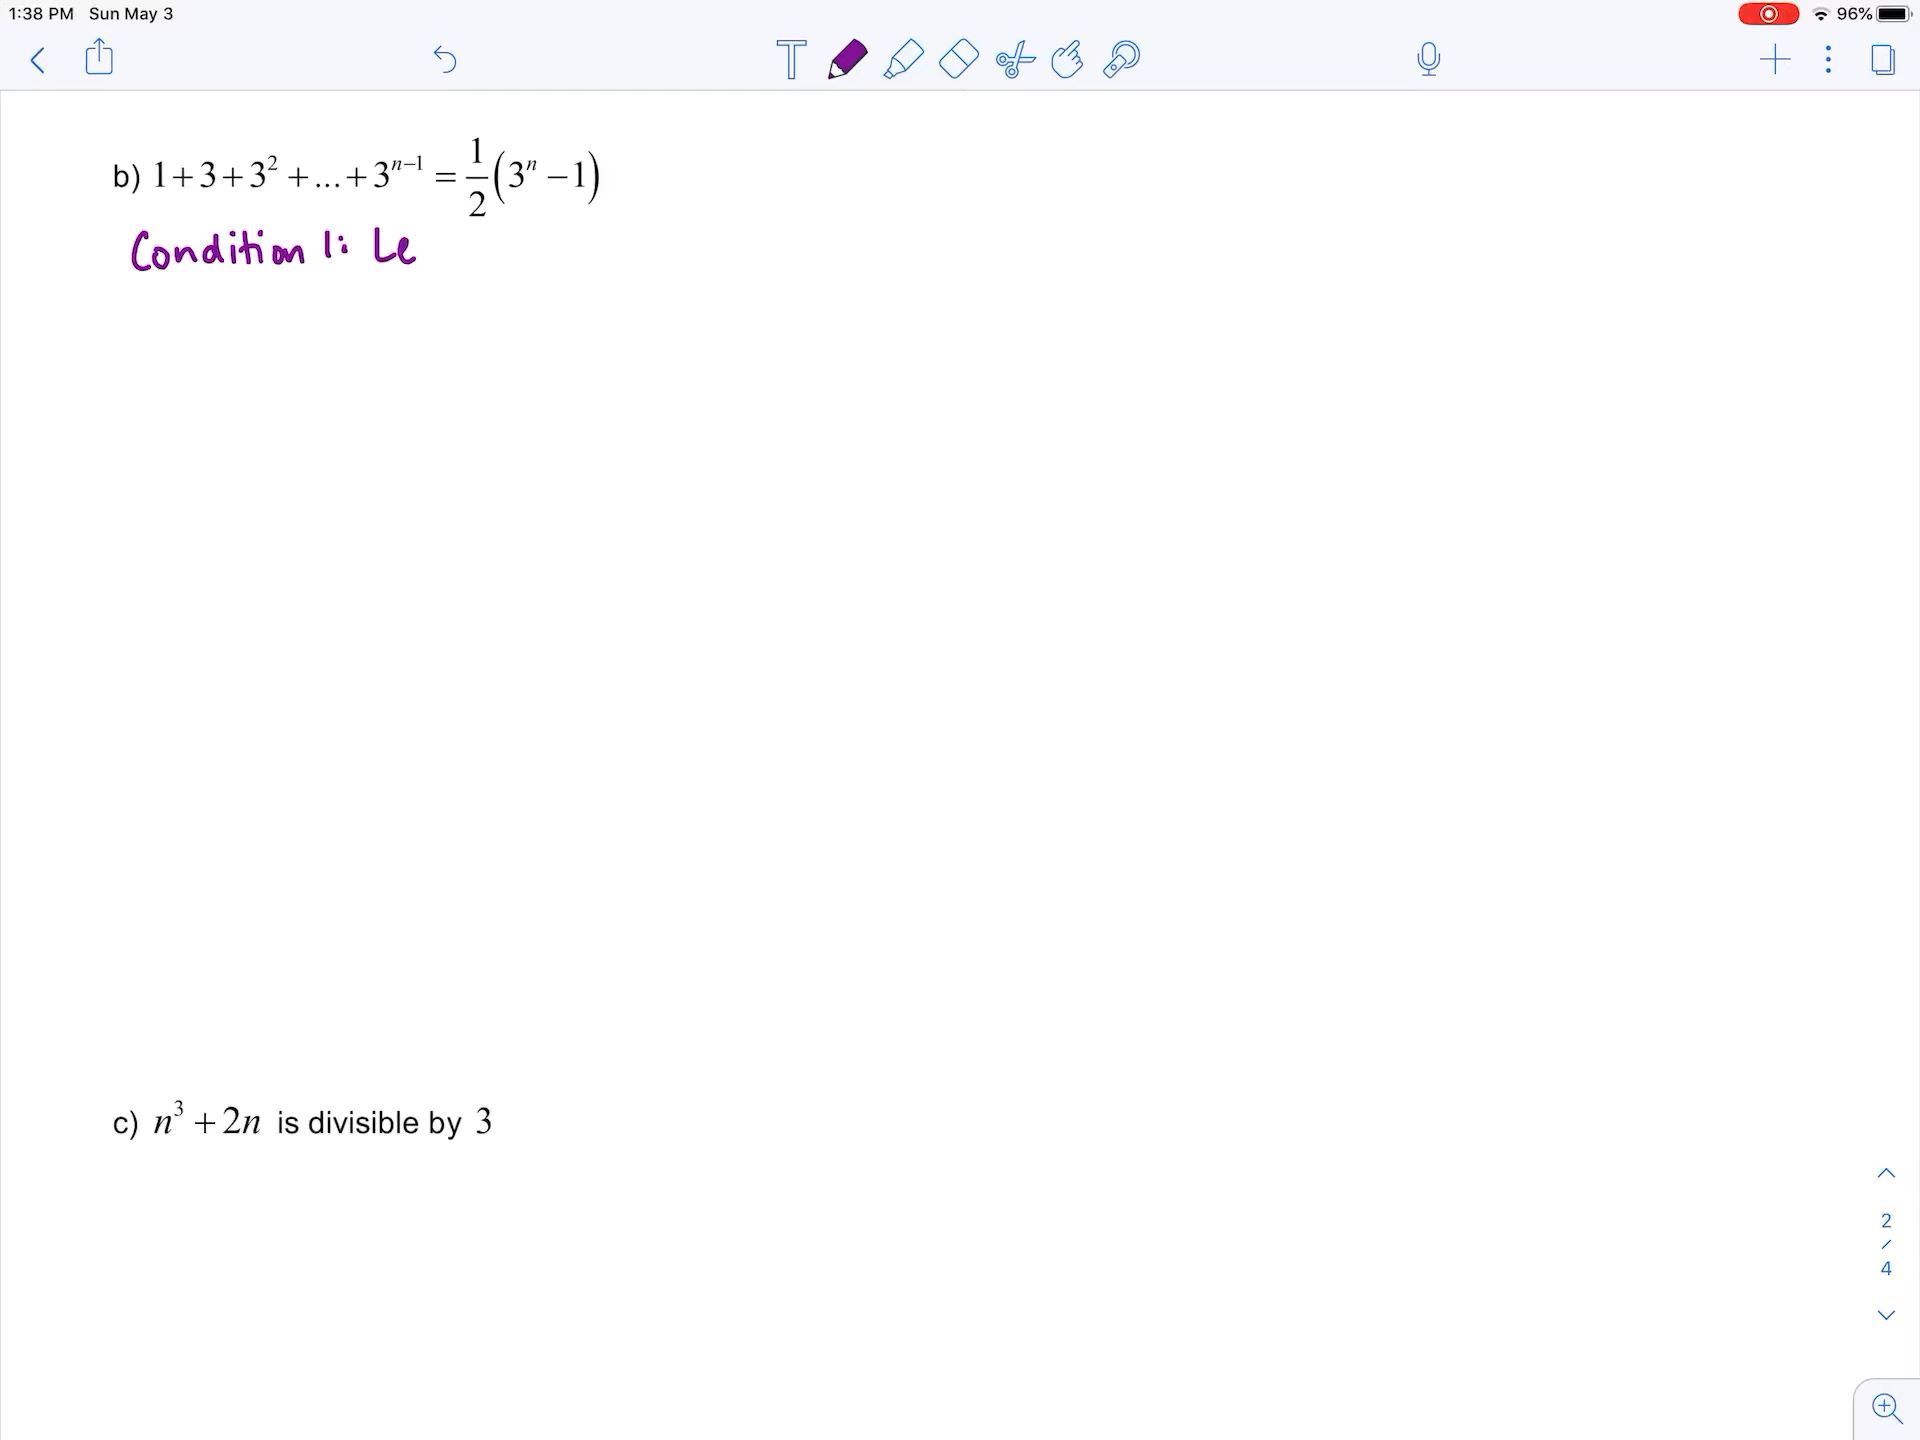 1:38 PM Sun May 3
96%
b) 1+3+3² +...+3ⁿ⁻¹ = 1/2 (3ⁿ −1)
Condition 1: Le
c) n³ +2n is divisible by 3
2
/
4